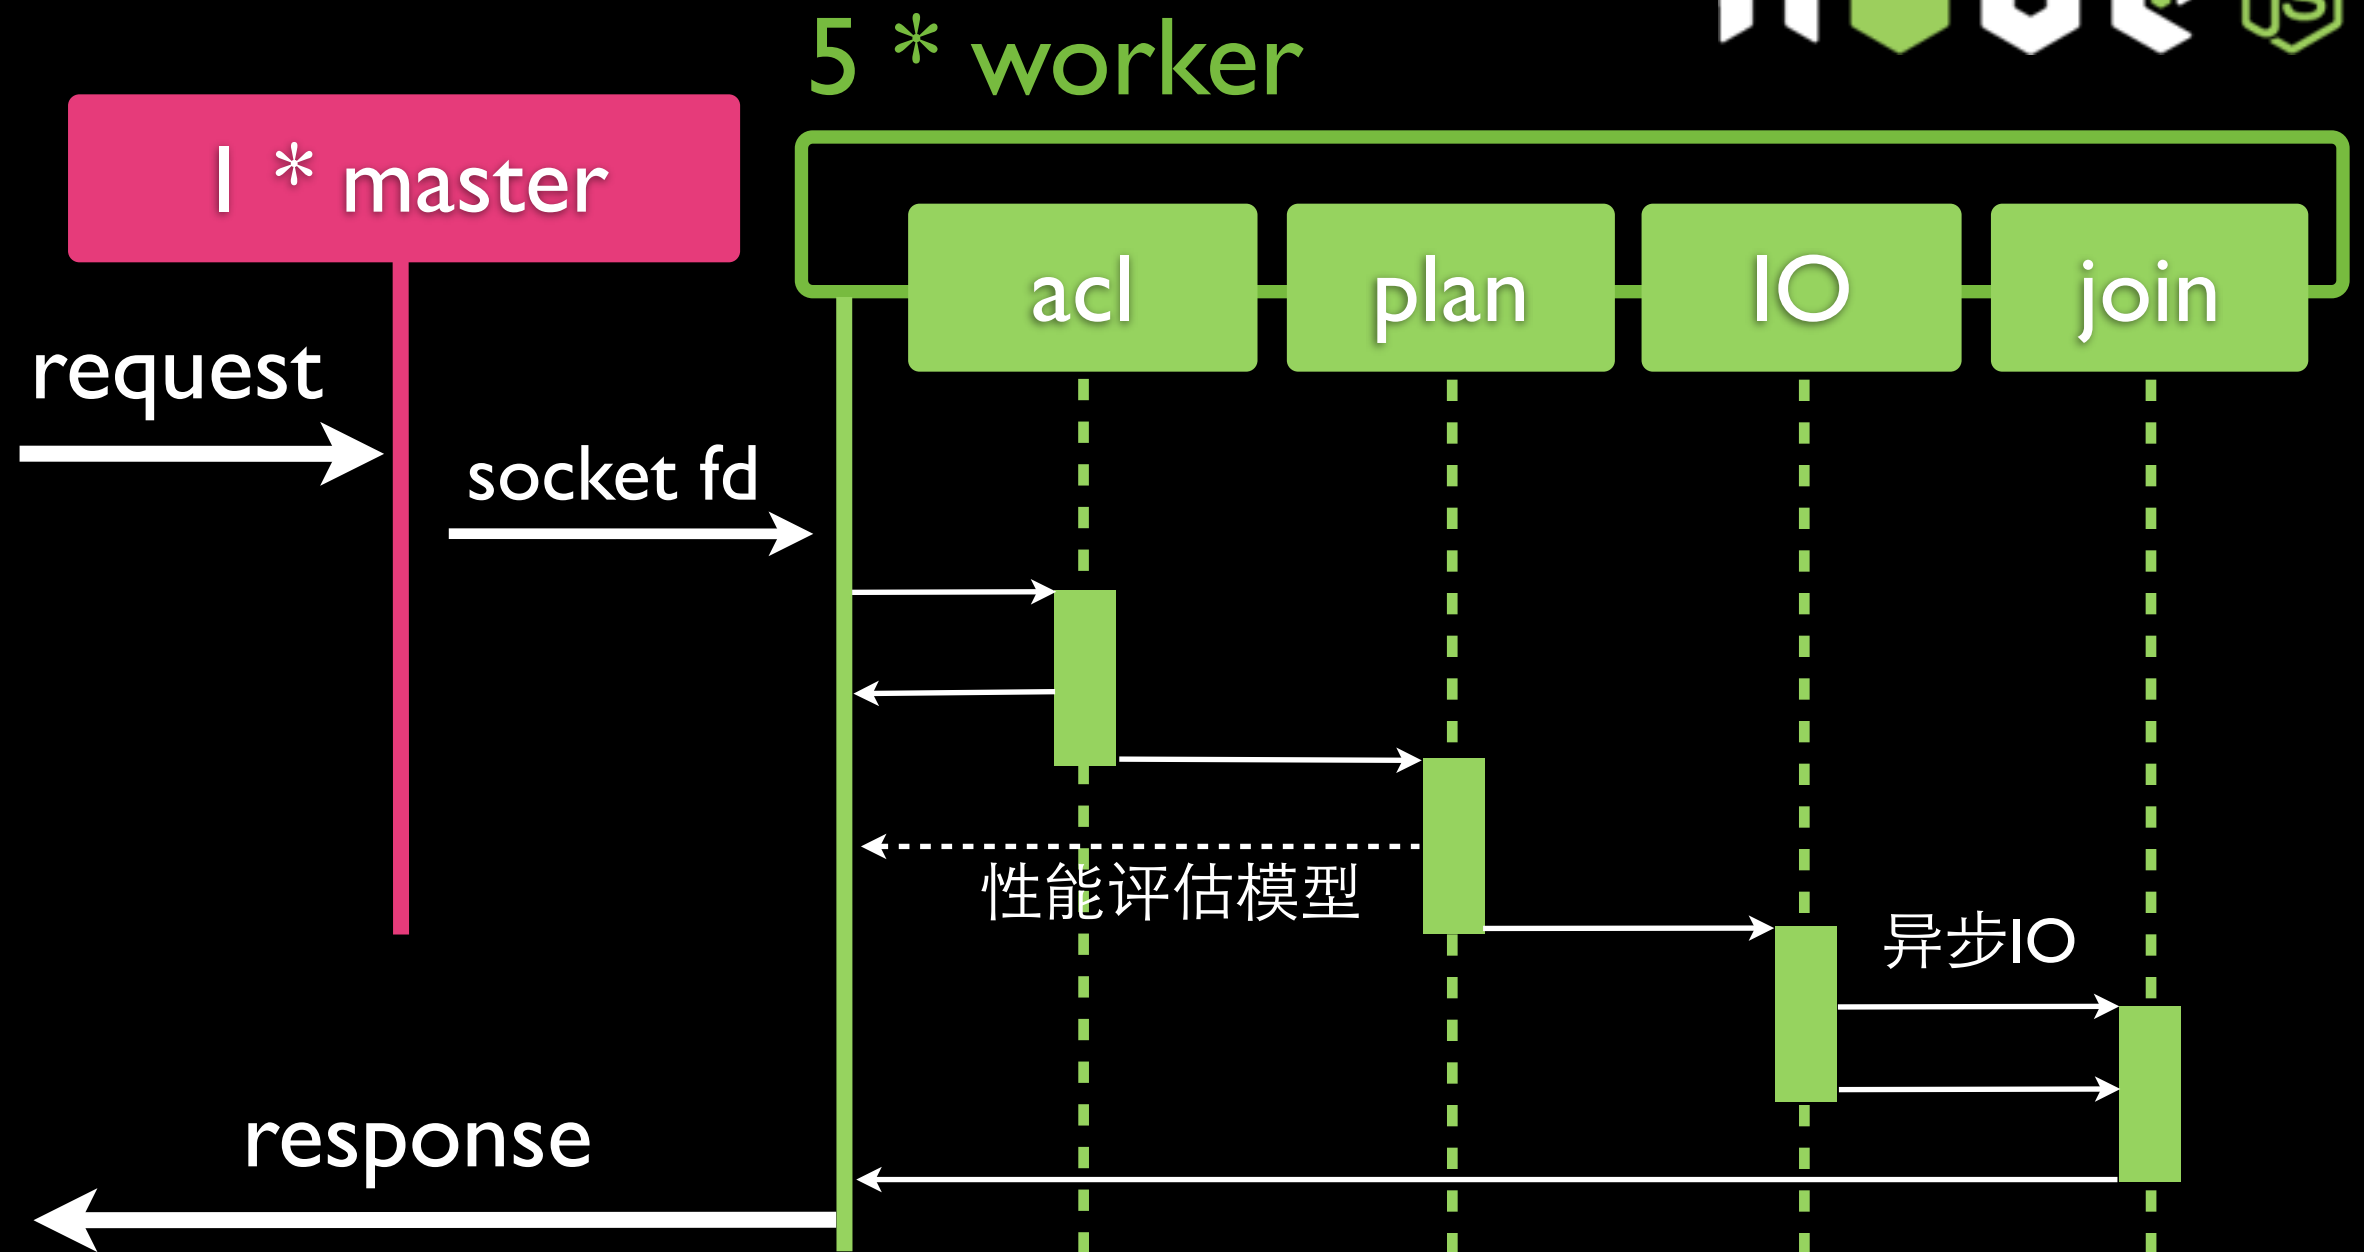 5 * worker
1 * master
acl
plan
IO
join
request
socket fd
性能评估模型
异步IO
response